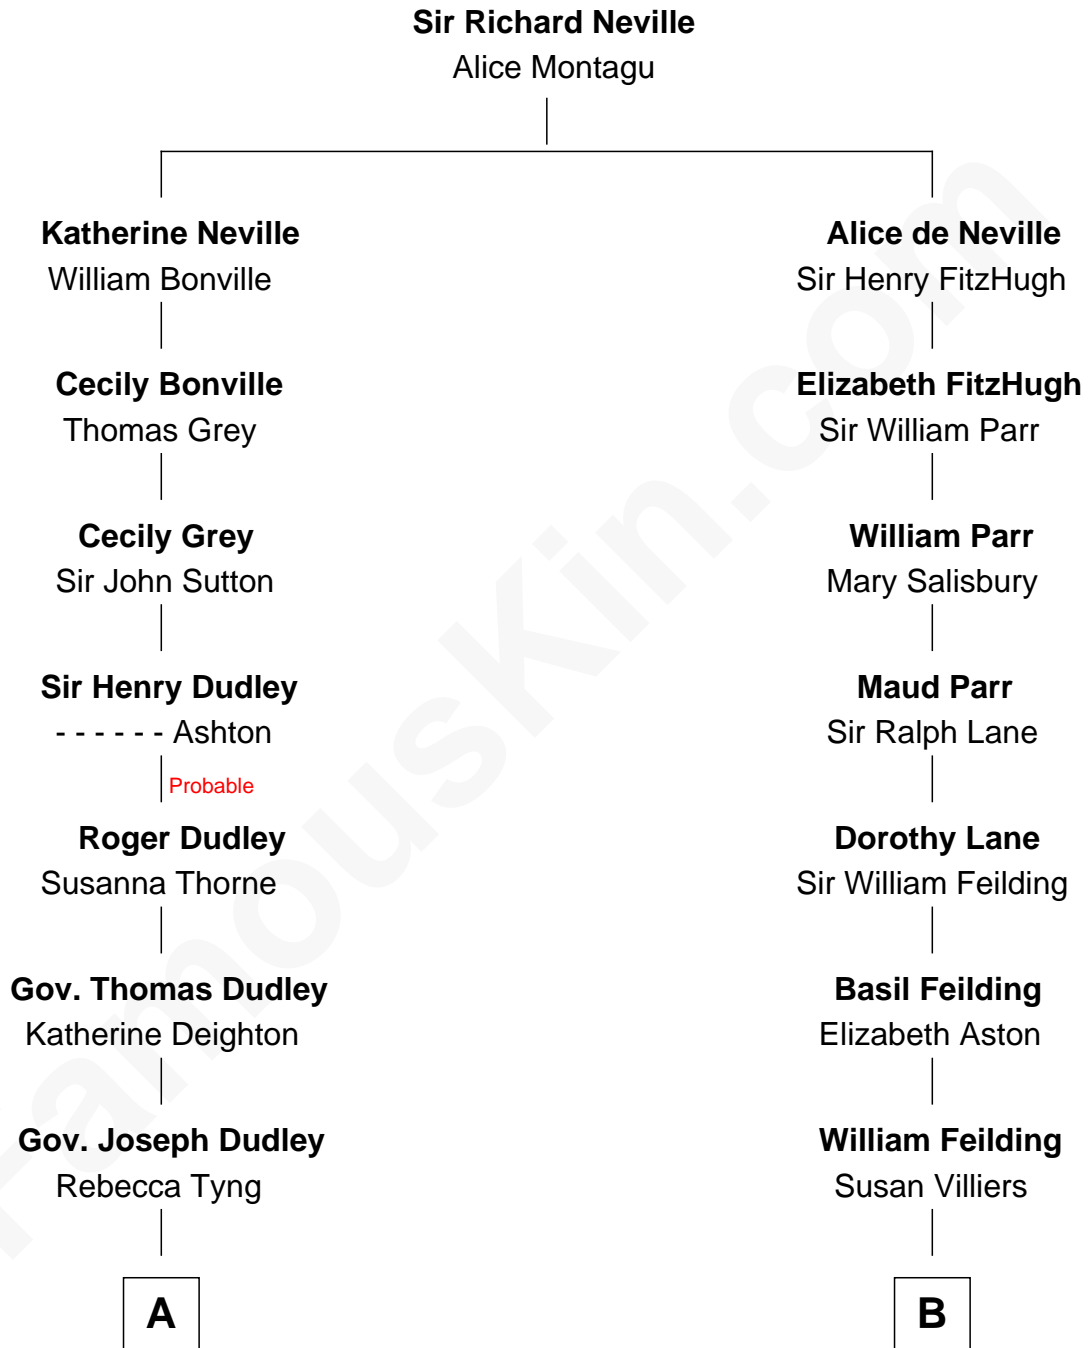 Sir Richard Neville
Alice Montagu
Katherine Neville
William Bonville
Alice de Neville
Sir Henry FitzHugh
Cecily Bonville
Thomas Grey
Elizabeth FitzHugh
Sir William Parr
Cecily Grey
Sir John Sutton
William Parr
Mary Salisbury
Sir Henry Dudley
- - - - - - Ashton
Probable
Maud Parr
Sir Ralph Lane
Roger Dudley
Susanna Thorne
Dorothy Lane
Sir William Feilding
Gov. Thomas Dudley
Katherine Deighton
Basil Feilding
Elizabeth Aston
Gov. Joseph Dudley
Rebecca Tyng
William Feilding
Susan Villiers
A
B
FamousKin.com